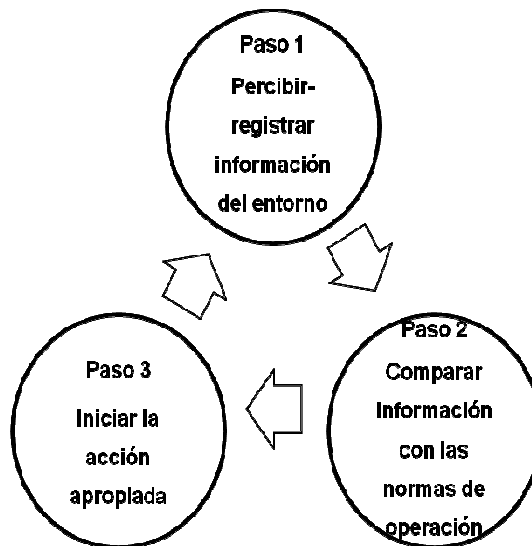 Paso 1
Percibir-
registrar
información
del entorno
Paso 2
Comparar
Información
con las
normas de
operación
Paso 3
Iniciar la
acción
aproplada